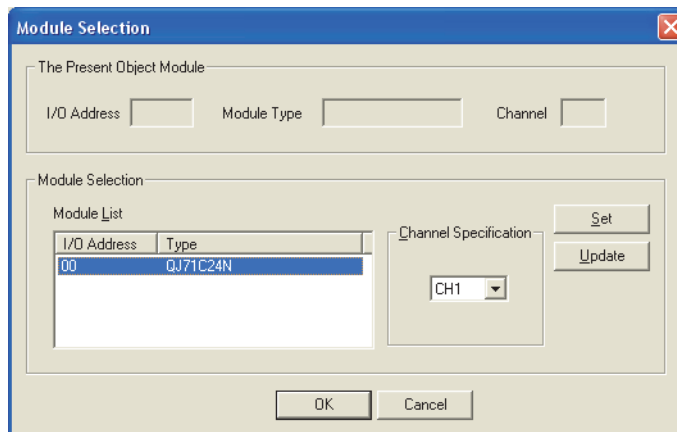 Module Selection
The Present Object Module
I/O Address Module Type Channel
Module Selection
Module List
I/O Address Type
00 QJ71C24N
Channel Specification
CH1
Set
Update
OK Cancel